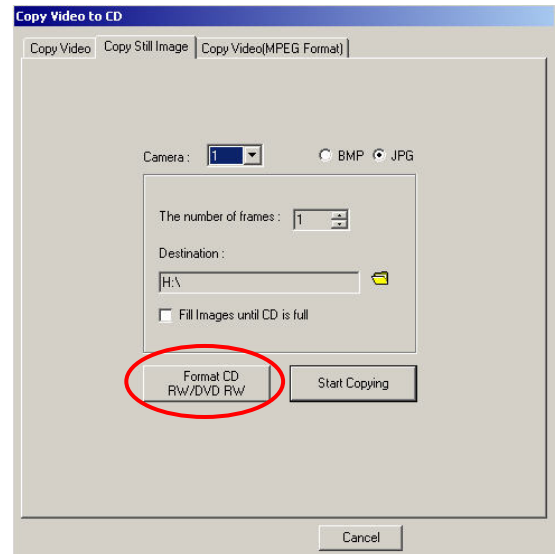 Copy Video to CD
Copy Video Copy Still Image Copy Video(MPEG Format)
Camera : 1 BMP JPG
The number of frames : 1
Destination :
H:\
Fill Images until CD is full
Format CD
RW/DVD RW
Start Copying
Cancel